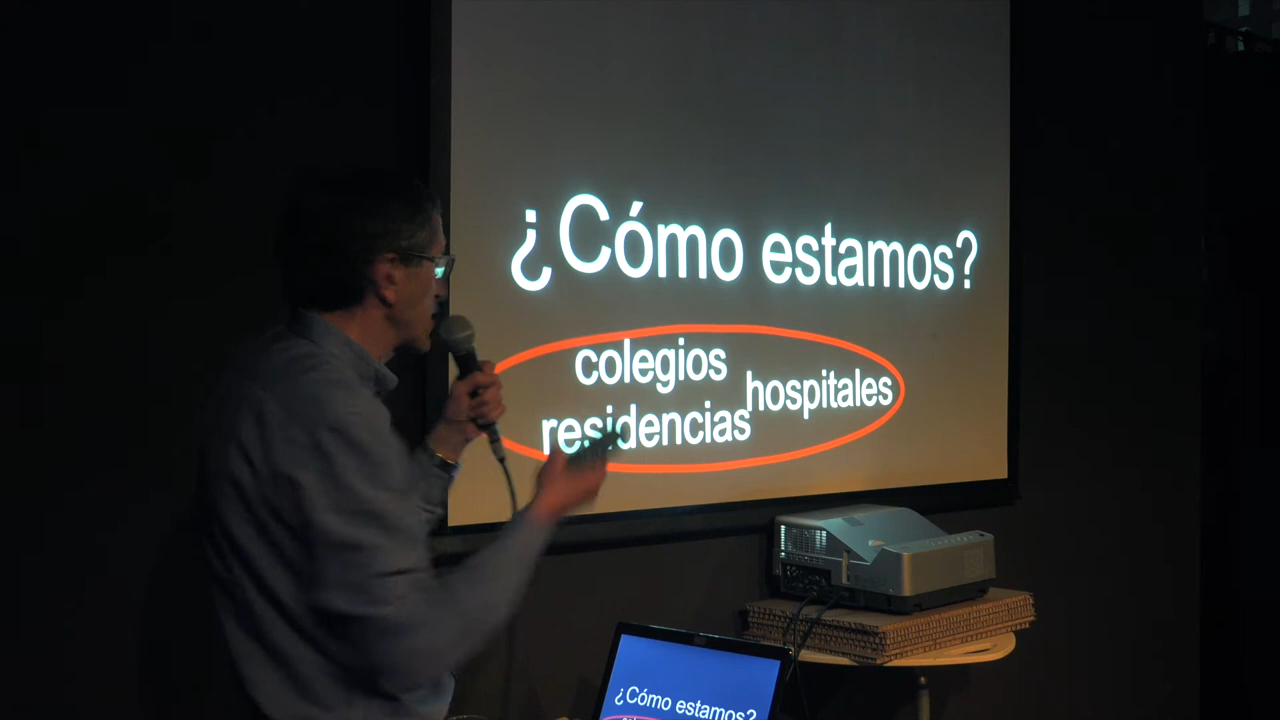 ¿Cómo estamos?
colegios
hospitales
residencias
¿Cómo estamos?